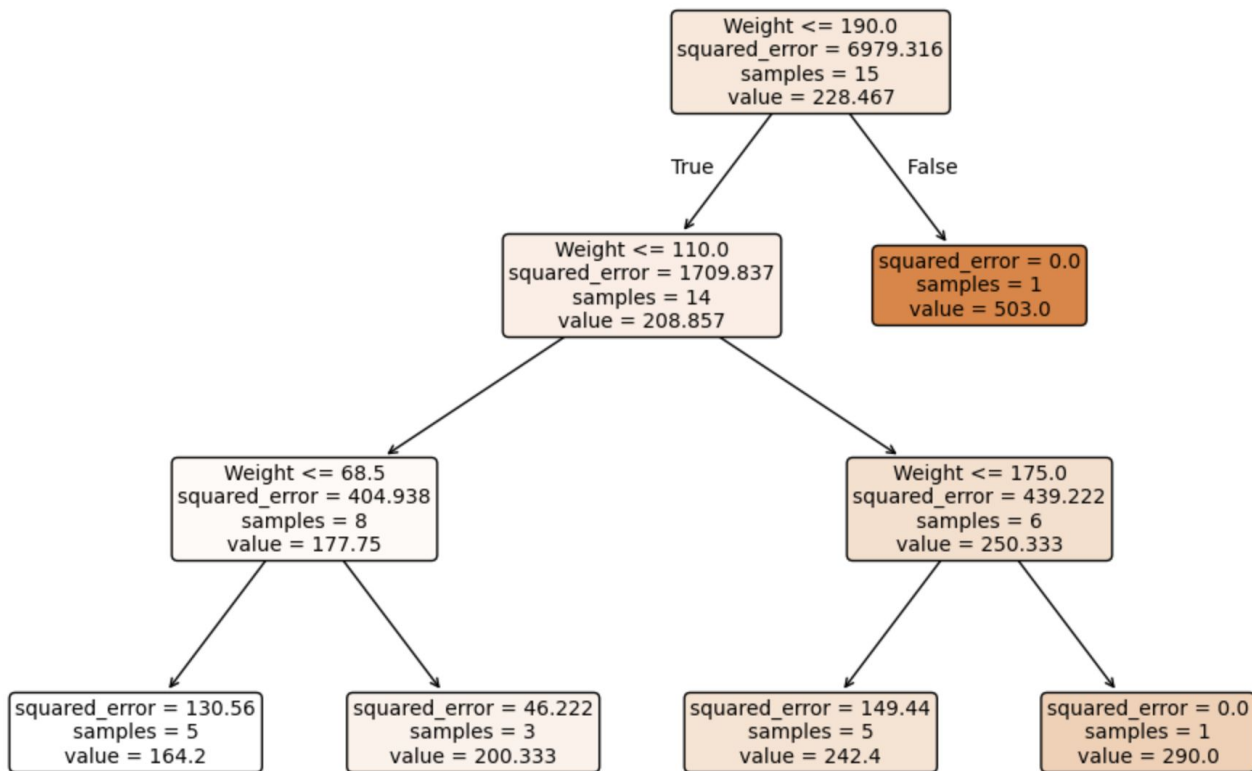 Weight <= 190.0
squared_error = 6979.316
samples = 15
value = 228.467
True
False
Weight <= 110.0
squared_error = 1709.837
samples = 14
value = 208.857
squared_error = 0.0
samples = 1
value = 503.0
Weight <= 68.5
squared_error = 404.938
samples = 8
value = 177.75
Weight <= 175.0
squared_error = 439.222
samples = 6
value = 250.333
squared_error = 130.56
samples = 5
value = 164.2
squared_error = 46.222
samples = 3
value = 200.333
squared_error = 149.44
samples = 5
value = 242.4
squared_error = 0.0
samples = 1
value = 290.0